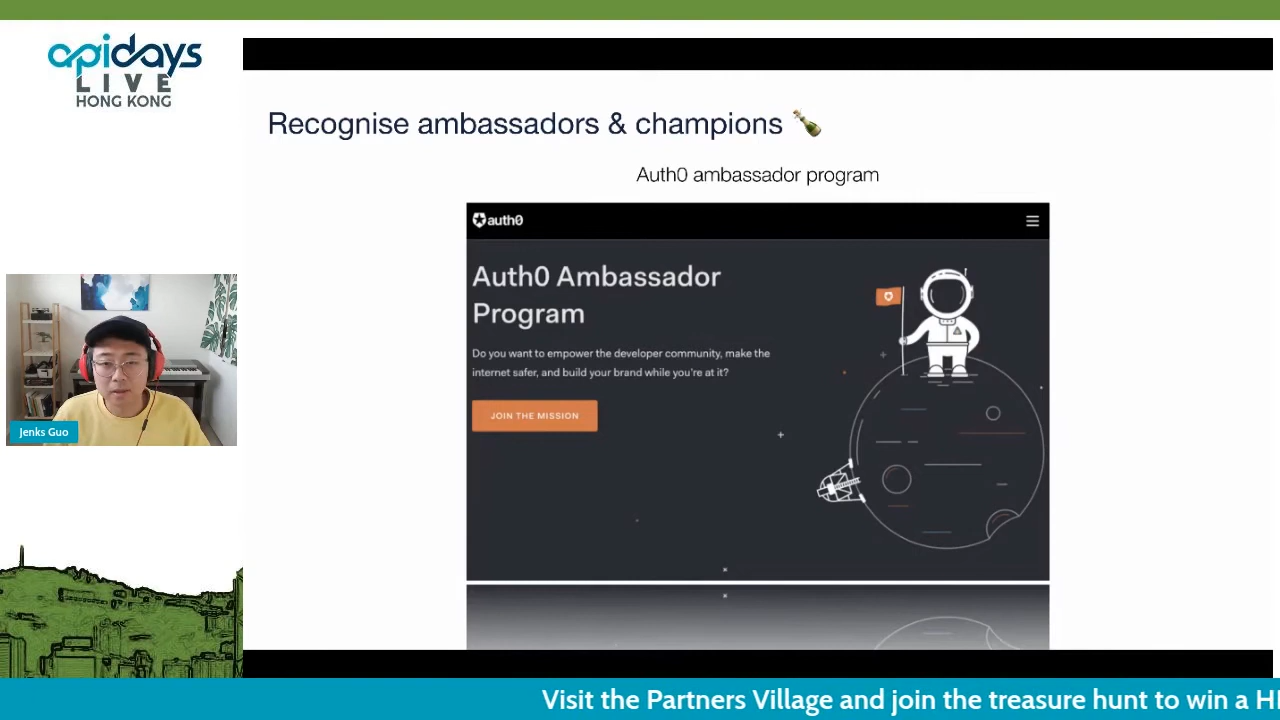 apidays
LIVE
HONG KONG
Recognise ambassadors & champions
Auth0 ambassador program
auth0
Auth0 Ambassador
Program
Do you want to empower the developer community, make the
internet safer, and build your brand while you're at it?
JOIN THE MISSION
Jenks Guo
Visit the Partners Village and join the treasure hunt to win a